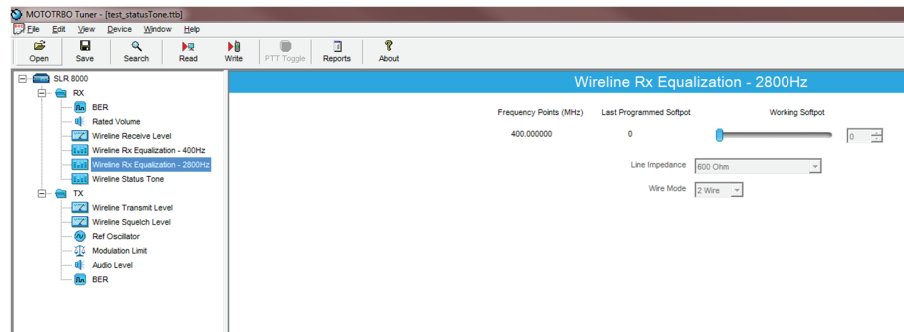 MOTOTRBO Tuner - [test_statusTone.ttb]
File Edit View Device Window Help
Open Save Search Read Write PTT Toggle Reports About
SLR 8000
RX
BER
Rated Volume
Wireline Receive Level
Wireline Rx Equalization - 400Hz
Wireline Rx Equalization - 2800Hz
Wireline Status Tone
TX
Wireline Transmit Level
Wireline Squelch Level
Ref Oscillator
Modulation Limit
Audio Level
BER
Wireline Rx Equalization - 2800Hz
Frequency Points (MHz) Last Programmed Softpot Working Softpot
400.000000 0 0
Line Impedance 600 Ohm
Wire Mode 2 Wire